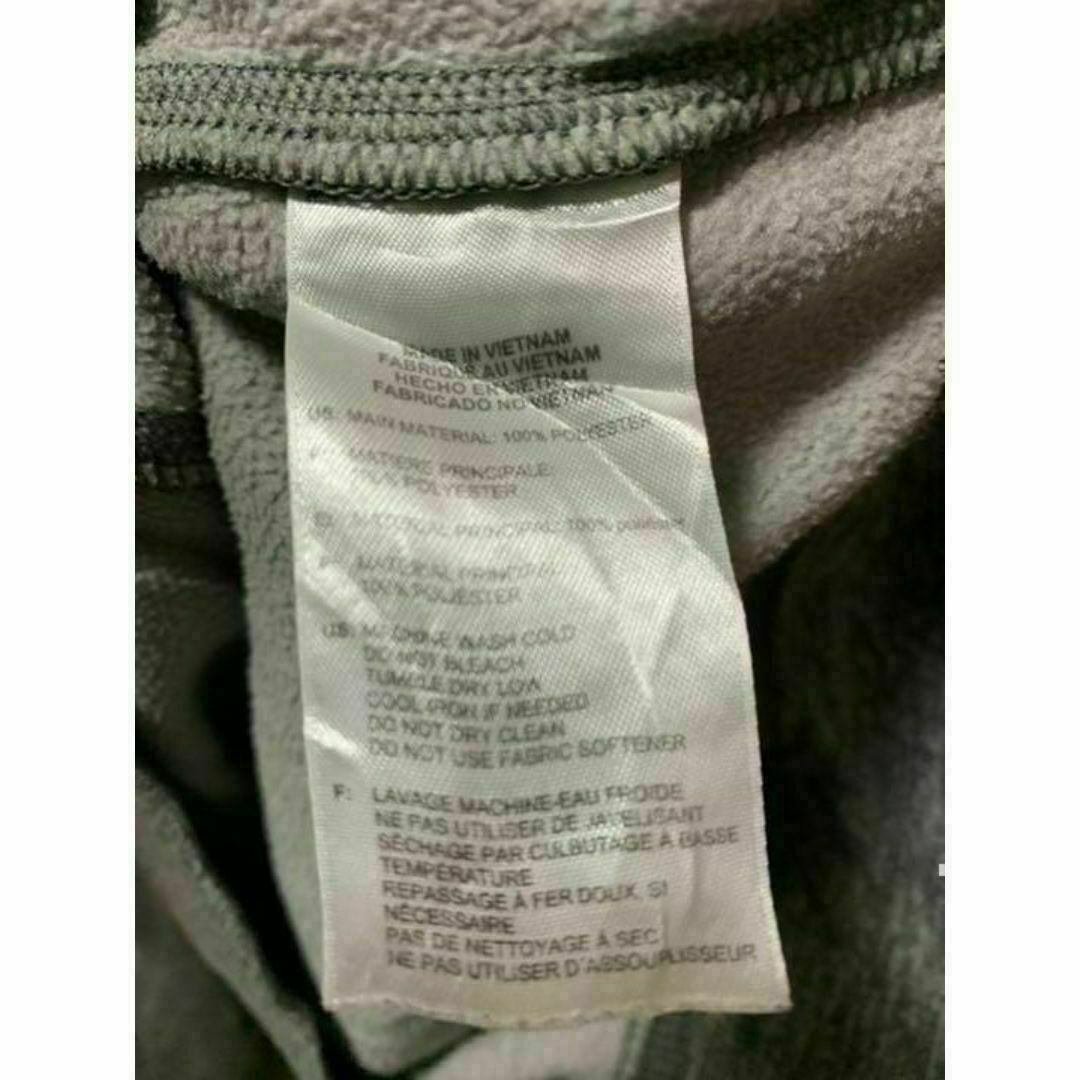 MADE IN VIETNAM
FABRIQUE AU VIETNAM
HECHO EN VIETNAM
FABRICADO NO VIETNAN
US: MAIN MATERIAL: 100% POLYESTER
F: MATIERE PRINCIPALE:
100% POLYESTER
ES: MATERIAL PRINCIPAL: 100% poliéster
P: MATERIAL PRINCIPAL:
100% POLIÉSTER
US: MACHINE WASH COLD
DO NOT BLEACH
TUMBLE DRY LOW
COOL IRON IF NEEDED
DO NOT DRY CLEAN
DO NOT USE FABRIC SOFTENER
F: LAVAGE MACHINE-EAU FROIDE
NE PAS UTILISER DE JAVELISANT
SÉCHAGE PAR CULBUTAGE À BASSE
TEMPÉRATURE
REPASSAGE À FER DOUX, SI
NÉCESSAIRE
PAS DE NETTOYAGE À SEC
NE PAS UTILISER D'ASSOUPLISSEUR